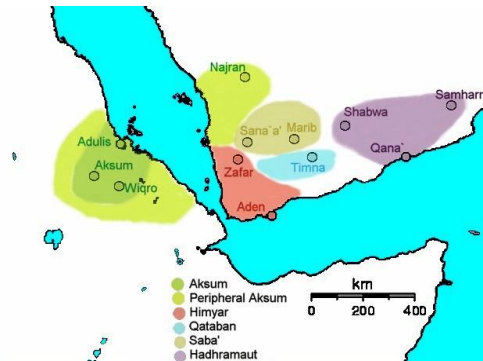 Najran
Samharr
Shabwa
Sana`a'
Marib
Adulis
Qana`
Aksum
Zafar
Timna
Wiqro
Aden
km
0 200 400
Aksum
Peripheral Aksum
Himyar
Qataban
Saba'
Hadhramaut